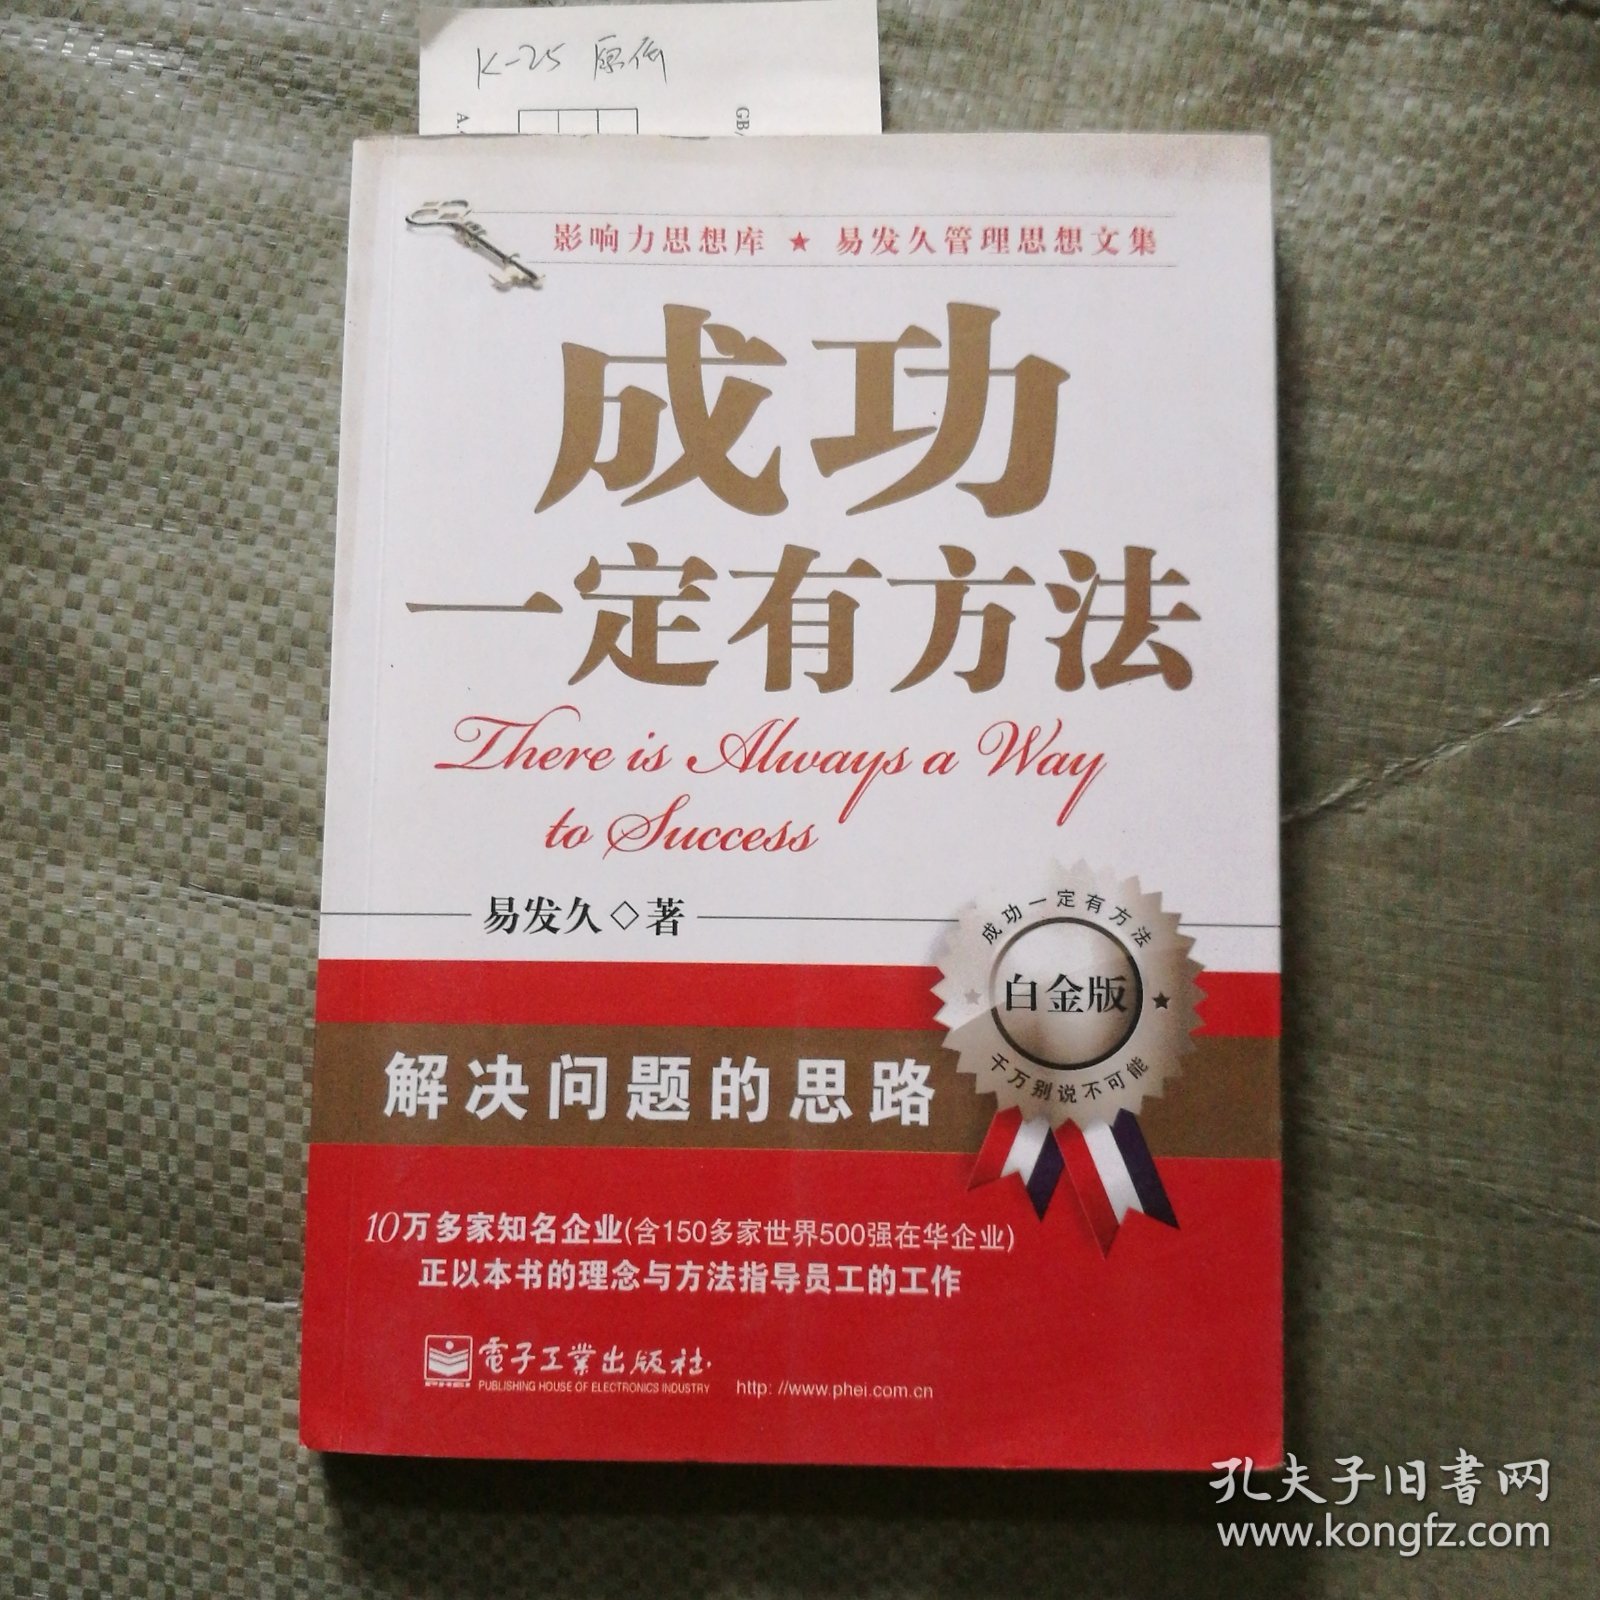 K-25 原

A.
GB/
影响力思想库 ★ 易发久管理思想文集
成功
一定有方法
There is Always a Way
to Success
易发久◇著
成功一定有方法
白金版
千万别说不可能
解决问题的思路
10万多家知名企业(含150多家世界500强在华企业)
正以本书的理念与方法指导员工的工作
PHEI
電子工業出版社.
PUBLISHING HOUSE OF ELECTRONICS INDUSTRY
http: //www.phei.com.cn
孔夫子旧書网
www.kongfz.com